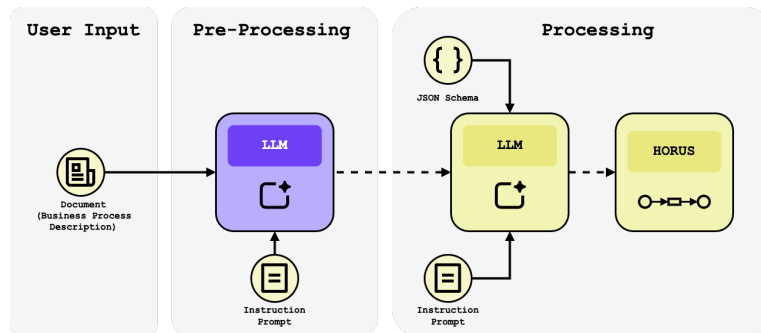 User Input
Pre-Processing
Processing
{ }
JSON Schema
LLM
LLM
HORUS
Document
(Business Process
Description)
Instruction
Prompt
Instruction
Prompt